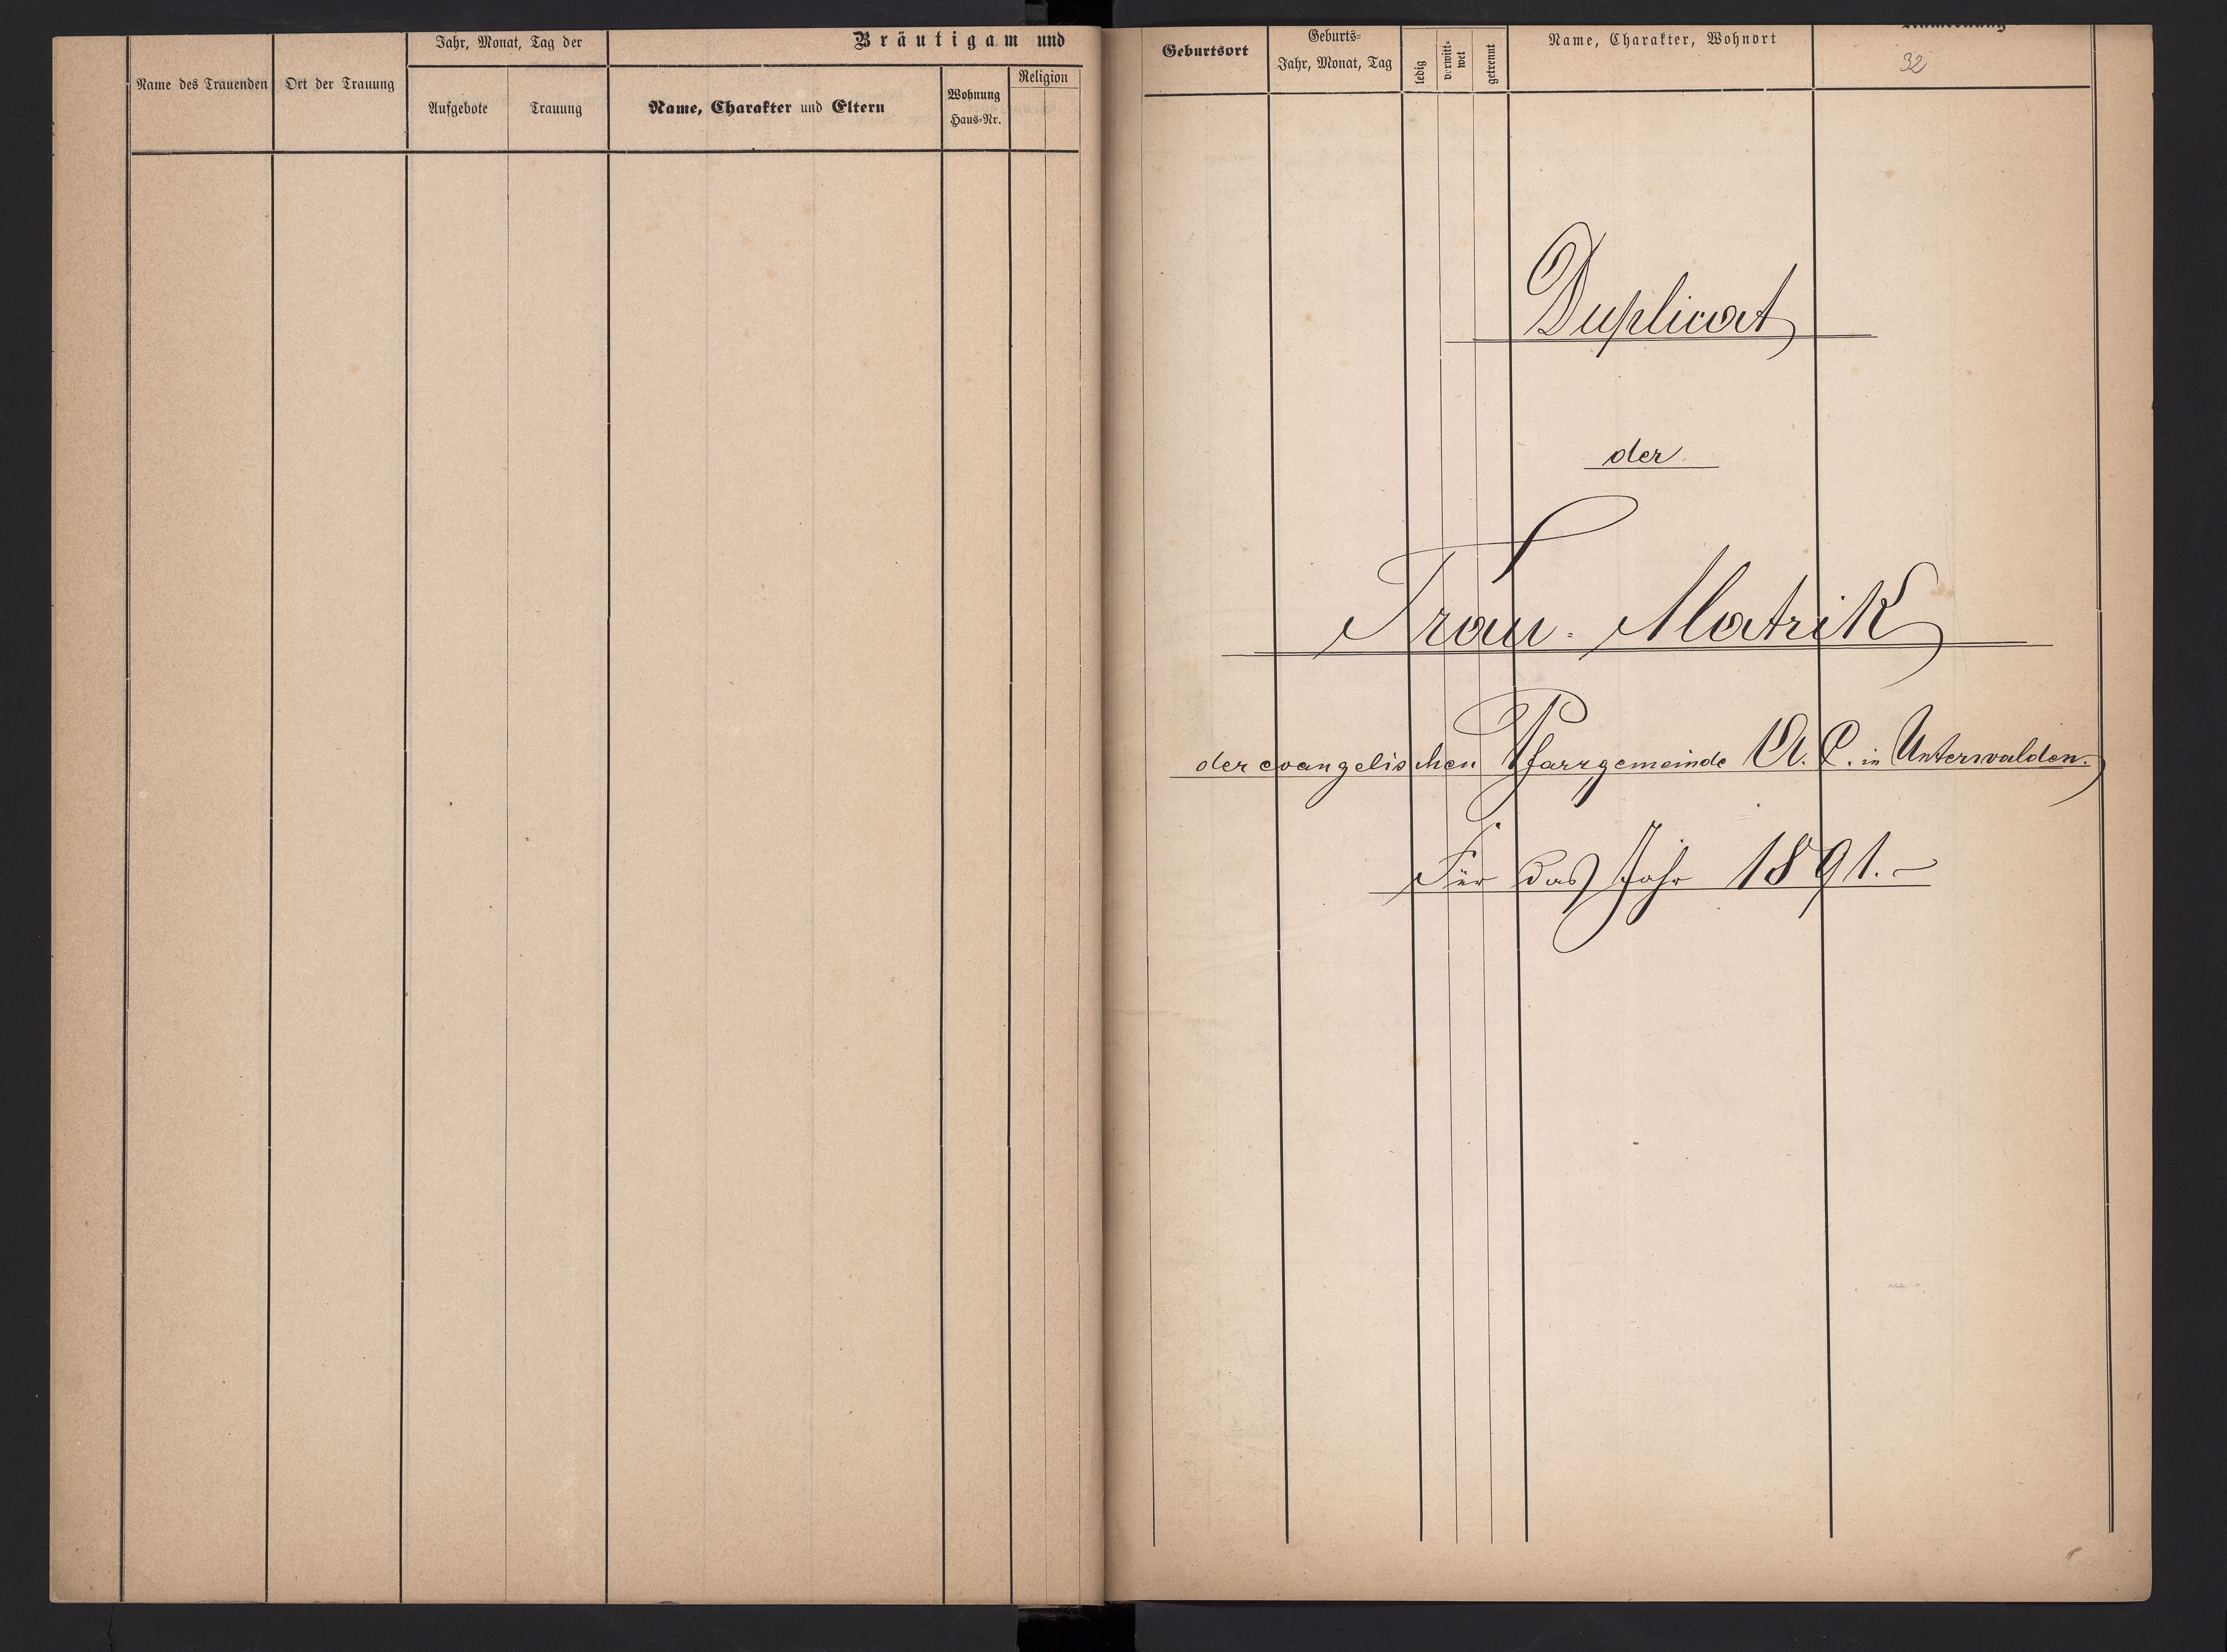 Name des Trauenden
Ort der Trauung
Jahr, Monat, Tag der
Aufgebote
Trauung
Bräutigam und
Name, Charakter und Eltern
Wohnung
Haus-Nr.
Religion
Geburtsort
Geburts-
Jahr, Monat, Tag
ledig
verwitt-
wet
getrennt
Name, Charakter, Wohnort
32
Duplicat
der
Trau-Matrik
der evangelischen Pfarrgemeinde A. C. in Unterwalden.
Für das Jahr 1891.-